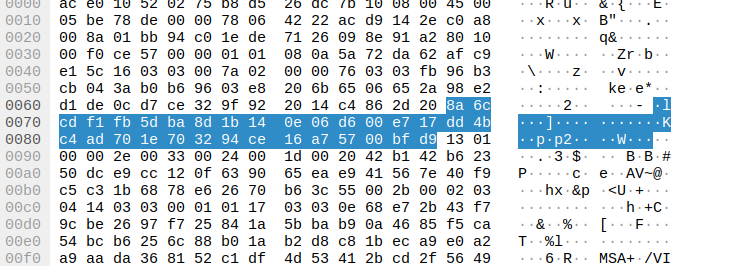 0000 ac e0 10 52 02 75 b8 d5 26 dc 7b 10 08 00 45 00 ···R·u·· &·{···E·
0010 05 be 78 de 00 00 78 06 42 22 ac d9 14 2e c0 a8 ··x···x· B"···.··
0020 00 8a 01 bb 94 c0 1c de 71 26 09 8e 91 a2 80 10 ········ q&······
0030 00 f0 ce 57 00 00 01 01 08 0a 5a 72 da 62 af c9 ···W···· ··Zr·b··
0040 e1 5c 16 03 03 00 7a 02 00 00 76 03 03 fb 96 b3 ·\····z· ··v·····
0050 cb 04 3a b0 b6 96 03 e8 20 6b 65 06 65 2a 98 e2
0060 d1 de 0c d7 ce 32 9f 92 20 14 c4 86 2d 20 8a 6c
0070 cd f1 fb 5d ba 8d 1b 14 0e 06 d6 00 e7 17 dd 4b ···]···· ·······K
0080 c4 ad 70 1e 70 32 94 ce 16 a7 57 00 bf d9 13 01 ··p·p2·· ··W·····
0090 00 00 2e 00 33 00 24 00 1d 00 20 42 b1 42 b6 23 ··.·3·$· ·· B·B·#
00a0 50 dc e9 cc 12 0f 63 90 65 ea e9 41 56 7e 40 f9 P·····c· e··AV~@·
00b0 c5 c3 1b 68 78 e6 26 70 b6 3c 55 00 2b 00 02 03 ···hx·&p ·<U·+···
00c0 04 14 03 03 00 01 01 17 03 03 0e 68 e7 2b 43 f7 ········ ···h·+C·
00d0 9c be 26 97 f7 25 84 1a 5b ba b9 0a 46 85 f5 ca ··&··%·· [···F···
00e0 54 bc b6 25 6c 88 b0 1a b2 d8 c8 1b ec a9 e0 a2 T··%l··· ········
00f0 a9 aa da 36 81 52 c1 df 4d 53 41 2b cd 2f 56 49 ···6·R·· MSA+·/VI